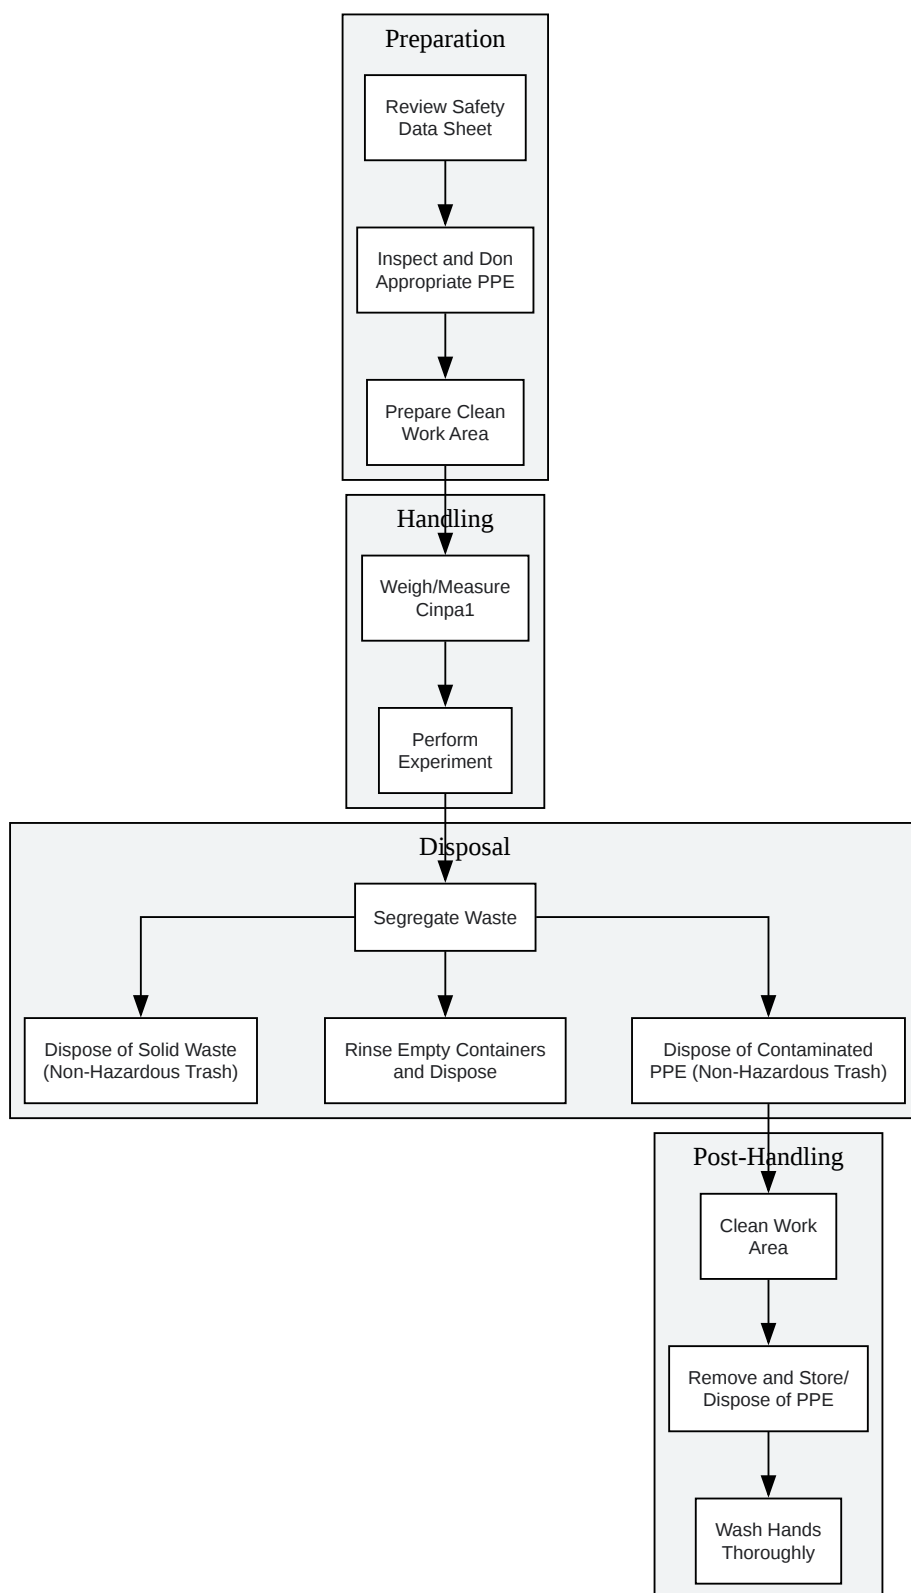 Preparation
Review Safety
Data Sheet
Inspect and Don
Appropriate PPE
Prepare Clean
Work Area
Handling
Weigh/Measure
Cinpa1
Perform
Experiment
Disposal
Segregate Waste
Dispose of Solid Waste
(Non-Hazardous Trash)
Rinse Empty Containers
and Dispose
Dispose of Contaminated
PPE (Non-Hazardous Trash)
Post-Handling
Clean Work
Area
Remove and Store/
Dispose of PPE
Wash Hands
Thoroughly